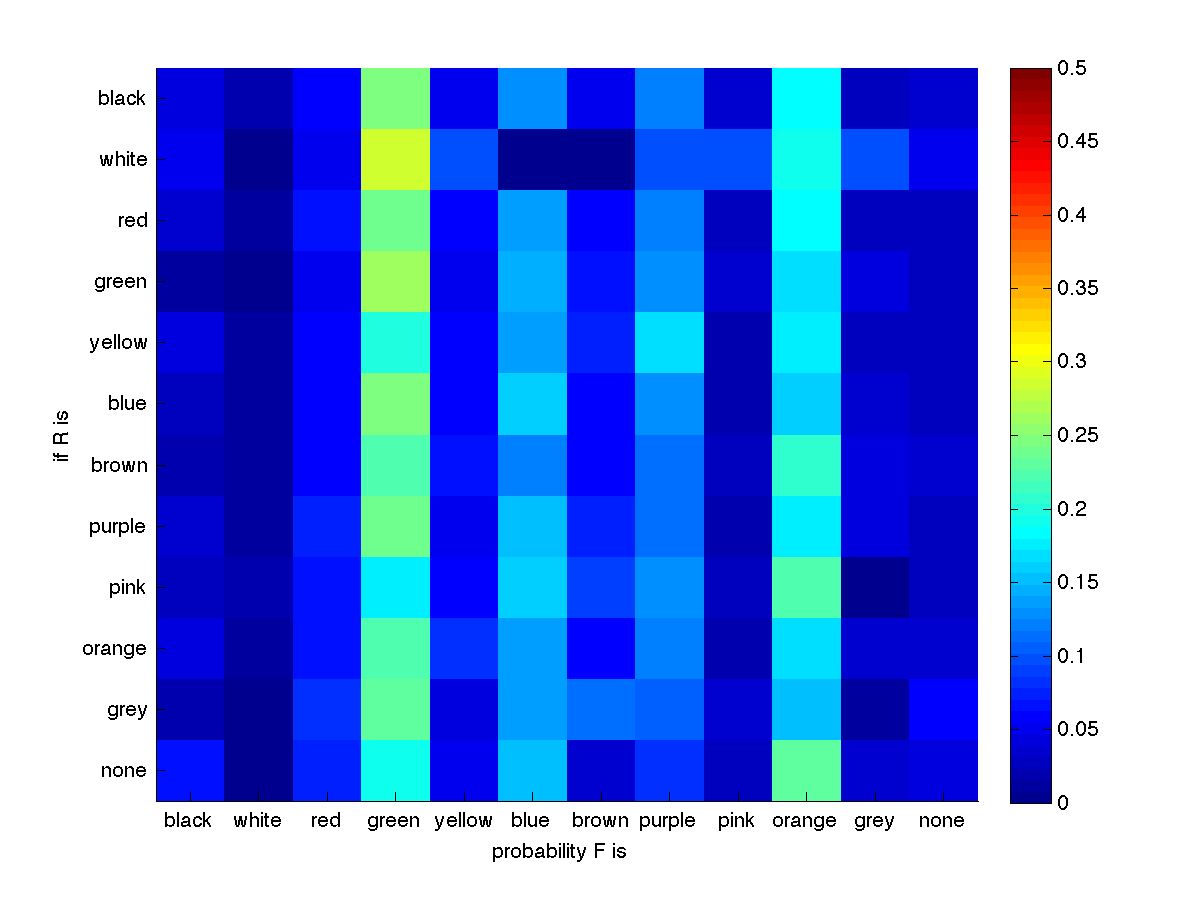 black
white
red
green
yellow
blue
brown
purple
pink
orange
grey
none
if R is
black white red green yellow blue brown purple pink orange grey none
probability F is
0.5
0.45
0.4
0.35
0.3
0.25
0.2
0.15
0.1
0.05
0